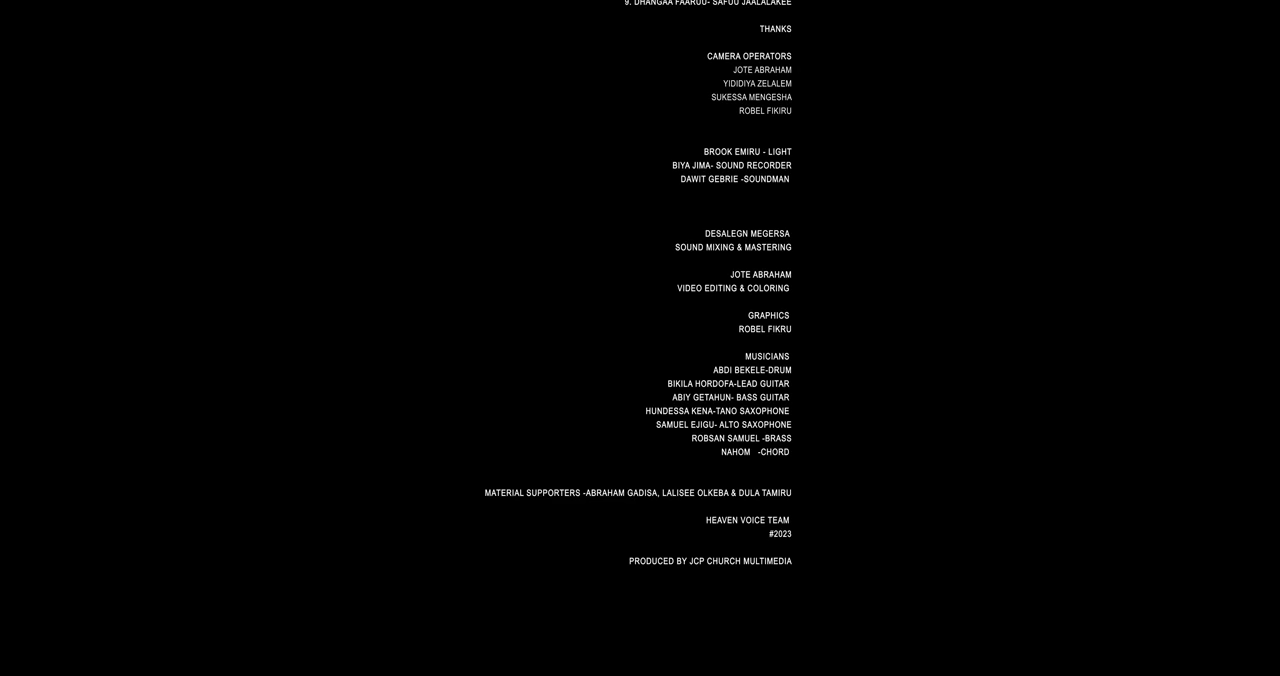 9. DHANGAA FAARUU- SAFUU JAALALAKEE
THANKS
CAMERA OPERATORS
JOTE ABRAHAM
YIDIDIYA ZELALEM
SUKESSA MENGESHA
ROBEL FIKIRU
BROOK EMIRU - LIGHT
BIYA JIMA- SOUND RECORDER
DAWIT GEBRIE -SOUNDMAN
DESALEGN MEGERSA
SOUND MIXING & MASTERING
JOTE ABRAHAM
VIDEO EDITING & COLORING
GRAPHICS
ROBEL FIKRU
MUSICIANS
ABDI BEKELE-DRUM
BIKILA HORDOFA-LEAD GUITAR
ABIY GETAHUN- BASS GUITAR
HUNDESSA KENA-TANO SAXOPHONE
SAMUEL EJIGU- ALTO SAXOPHONE
ROBSAN SAMUEL -BRASS
NAHOM   -CHORD
MATERIAL SUPPORTERS -ABRAHAM GADISA, LALISEE OLKEBA & DULA TAMIRU
HEAVEN VOICE TEAM
#2023
PRODUCED BY JCP CHURCH MULTIMEDIA